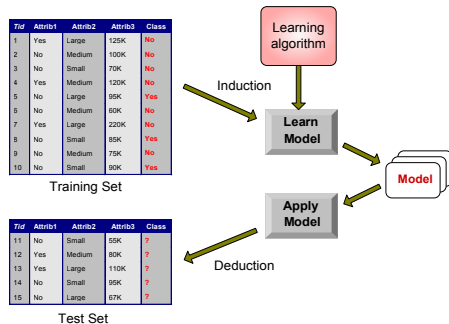 Tid Attrib1 Attrib2 Attrib3 Class
1 Yes Large 125K No
2 No Medium 100K No
3 No Small 70K No
4 Yes Medium 120K No
5 No Large 95K Yes
6 No Medium 60K No
7 Yes Large 220K No
8 No Small 85K Yes
9 No Medium 75K No
10 No Small 90K Yes
Training Set
Learning
algorithm
Induction
Learn
Model
Model
Apply
Model
Deduction
Tid Attrib1 Attrib2 Attrib3 Class
11 No Small 55K ?
12 Yes Medium 80K ?
13 Yes Large 110K ?
14 No Small 95K ?
15 No Large 67K ?
Test Set